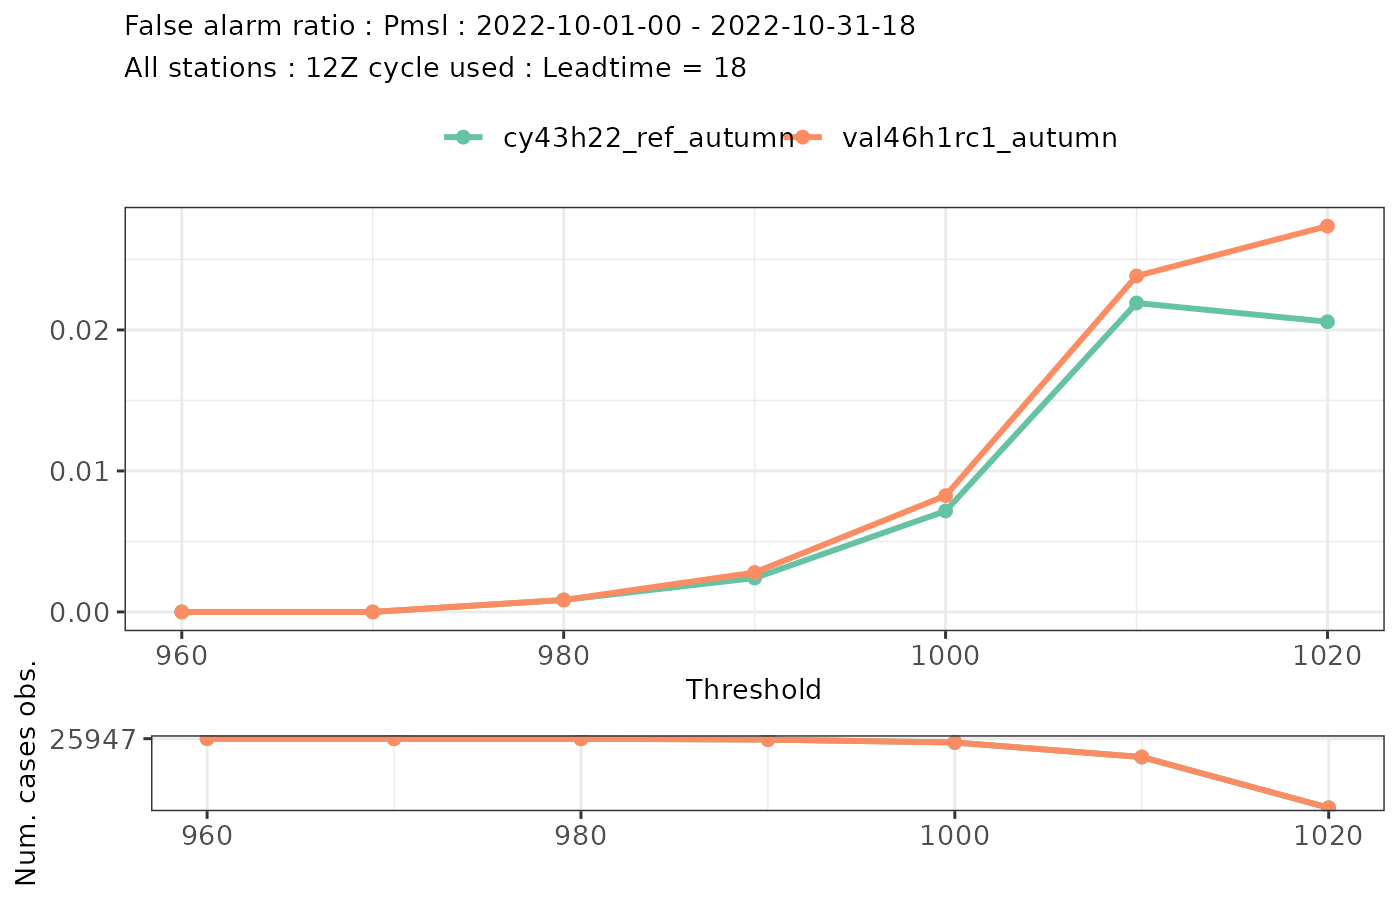 False alarm ratio : Pmsl : 2022-10-01-00 - 2022-10-31-18
All stations : 12Z cycle used : Leadtime = 18
cy43h22_ref_autumn val46h1rc1_autumn
0.02
0.01
0.00
960 980 1000 1020
Threshold
Num. cases obs.
25947
960 980 1000 1020